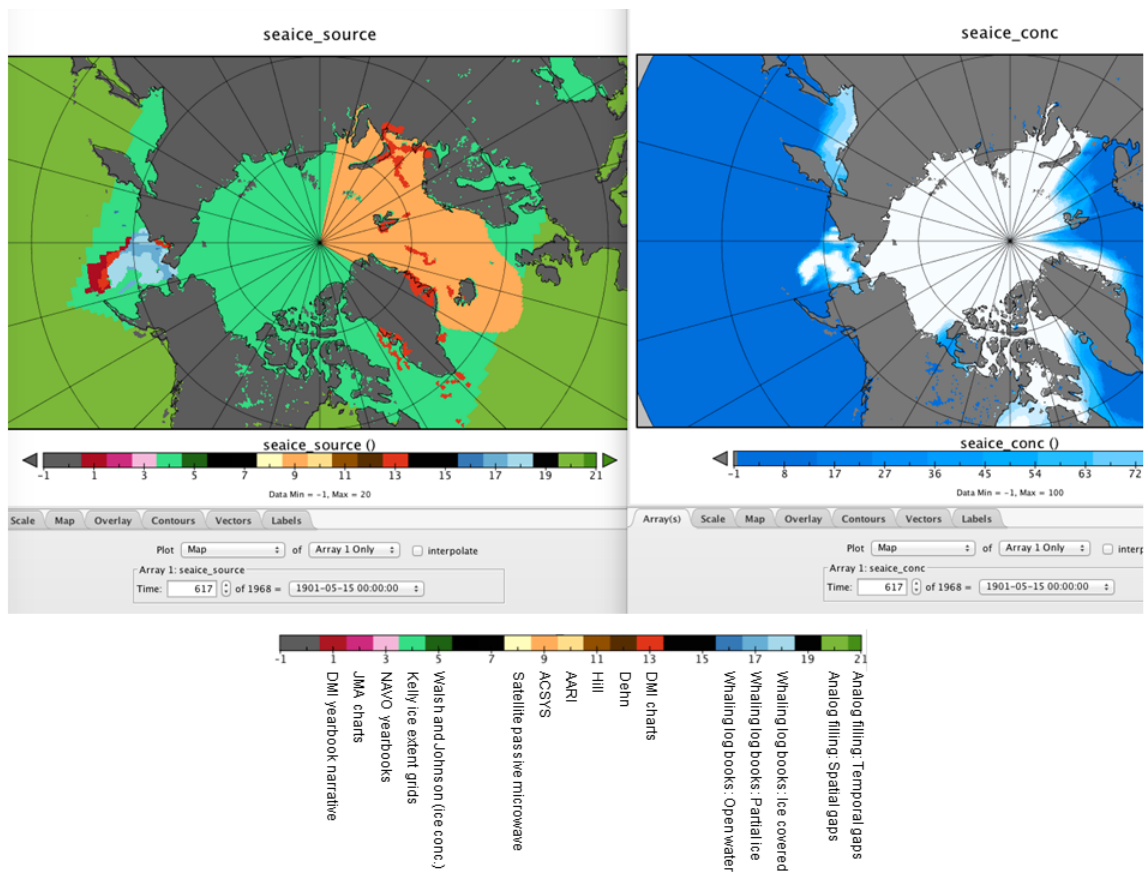 seaice_source
seaice_conc
seaice_source ()
-1 1 3 5 7 9 11 13 15 17 19 21
Data Min = -1, Max = 20
seaice_conc ()
-1 8 17 27 36 45 54 63 72
Data Min = -1, Max = 100
Scale Map Overlay Contours Vectors Labels
Array(s) Scale Map Overlay Contours Vectors Labels
Plot Map of Array 1 Only interpolate
Plot Map of Array 1 Only interp
Array 1: seaice_source
Array 1: seaice_conc
Time: 617 of 1968 = 1901-05-15 00:00:00
Time: 617 of 1968 = 1901-05-15 00:00:00
-1 1 3 5 7 9 11 13 15 17 19 21
DMI yearbook narrative
JMA charts
NAVO yearbooks
Kelly ice extent grids
Walsh and Johnson (ice conc.)
Satellite passive microwave
ACSYS
AARI
Hill
Dehn
DMI charts
Whaling log books: Open water
Whaling log books: Partial ice
Whaling log books: Ice covered
Analog filling: Spatial gaps
Analog filling: Temporal gaps